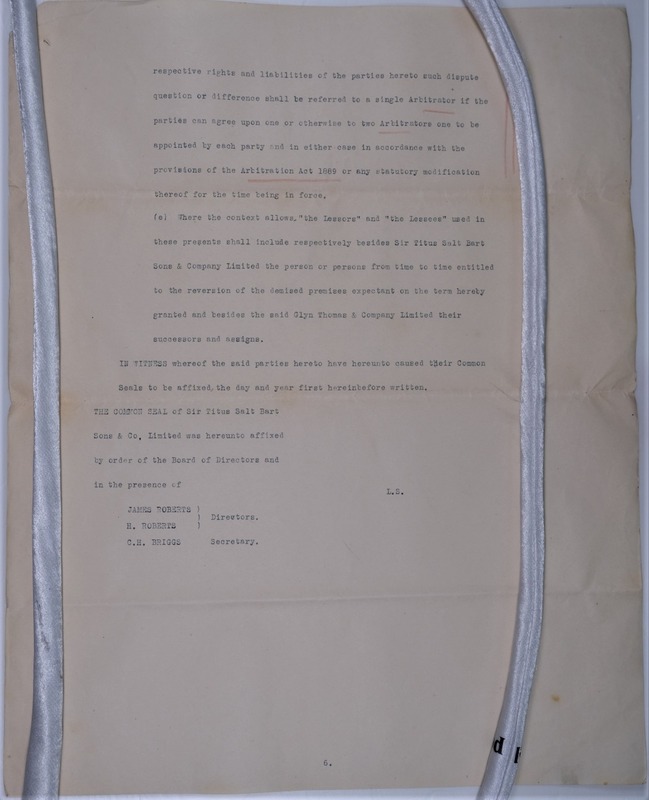 respective rights and liabilities of the parties hereto such dispute
question or difference shall be referred to a single Arbitrator if the
parties can agree upon one or otherwise to two Arbitrators one to be
appointed by each party and in either case in accordance with the
provisions of the Arbitration Act 1889 or any statutory modification
thereof for the time being in force.
(e) Where the context allows, "the Lessors" and "the Lessees" used in
these presents shall include respectively besides Sir Titus Salt Bart
Sons & Company Limited the person or persons from time to time entitled
to the reversion of the demised premises expectant on the term hereby
granted and besides the said Glyn Thomas & Company Limited their
successors and assigns.
IN WITNESS whereof the said parties hereto have hereunto caused their Common
Seals to be affixed, the day and year first hereinbefore written.
THE COMMON SEAL of Sir Titus Salt Bart
Sons & Co. Limited was hereunto affixed
by order of the Board of Directors and
in the presence of
L.S.
JAMES ROBERTS )
) Directors.
H. ROBERTS )
C.H. BRIGGS Secretary.
6.